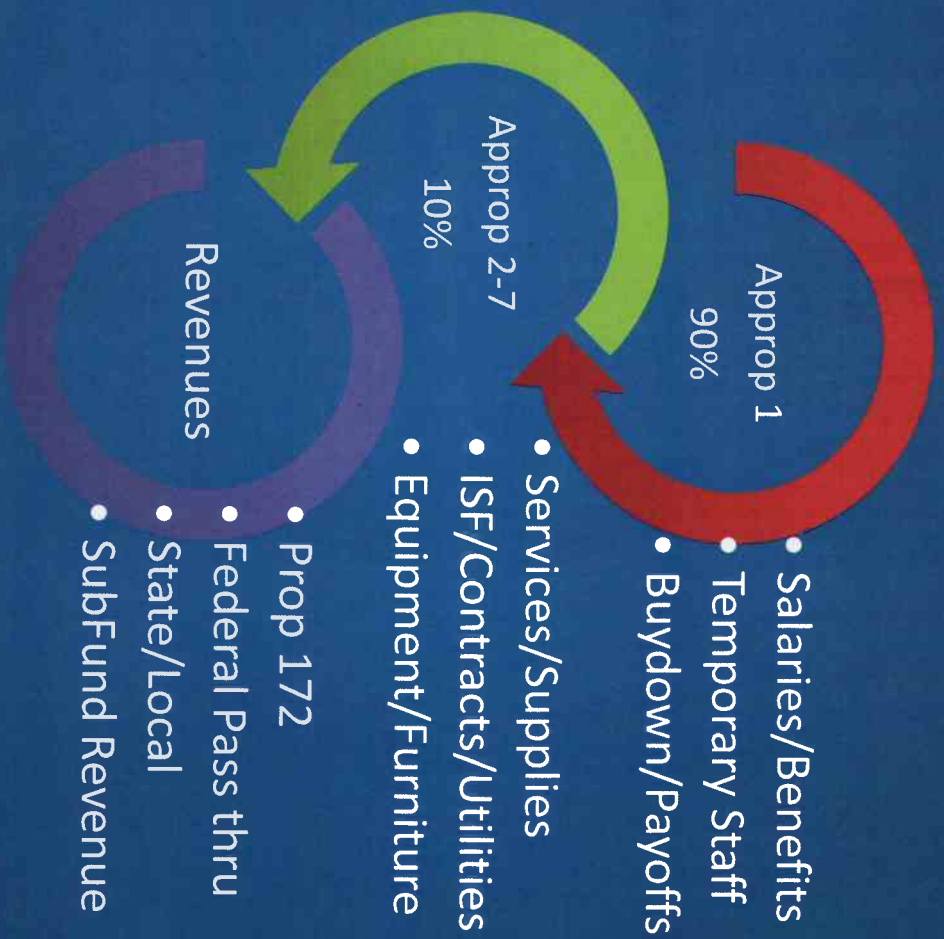 Approp 1
90%
• Salaries/Benefits
• Temporary Staff
• Buydown/Payoffs
Approp 2-7
10%
• Services/Supplies
• ISF/Contracts/Utilities
• Equipment/Furniture
Revenues
• Prop 172
• Federal Pass thru
• State/Local
• SubFund Revenue